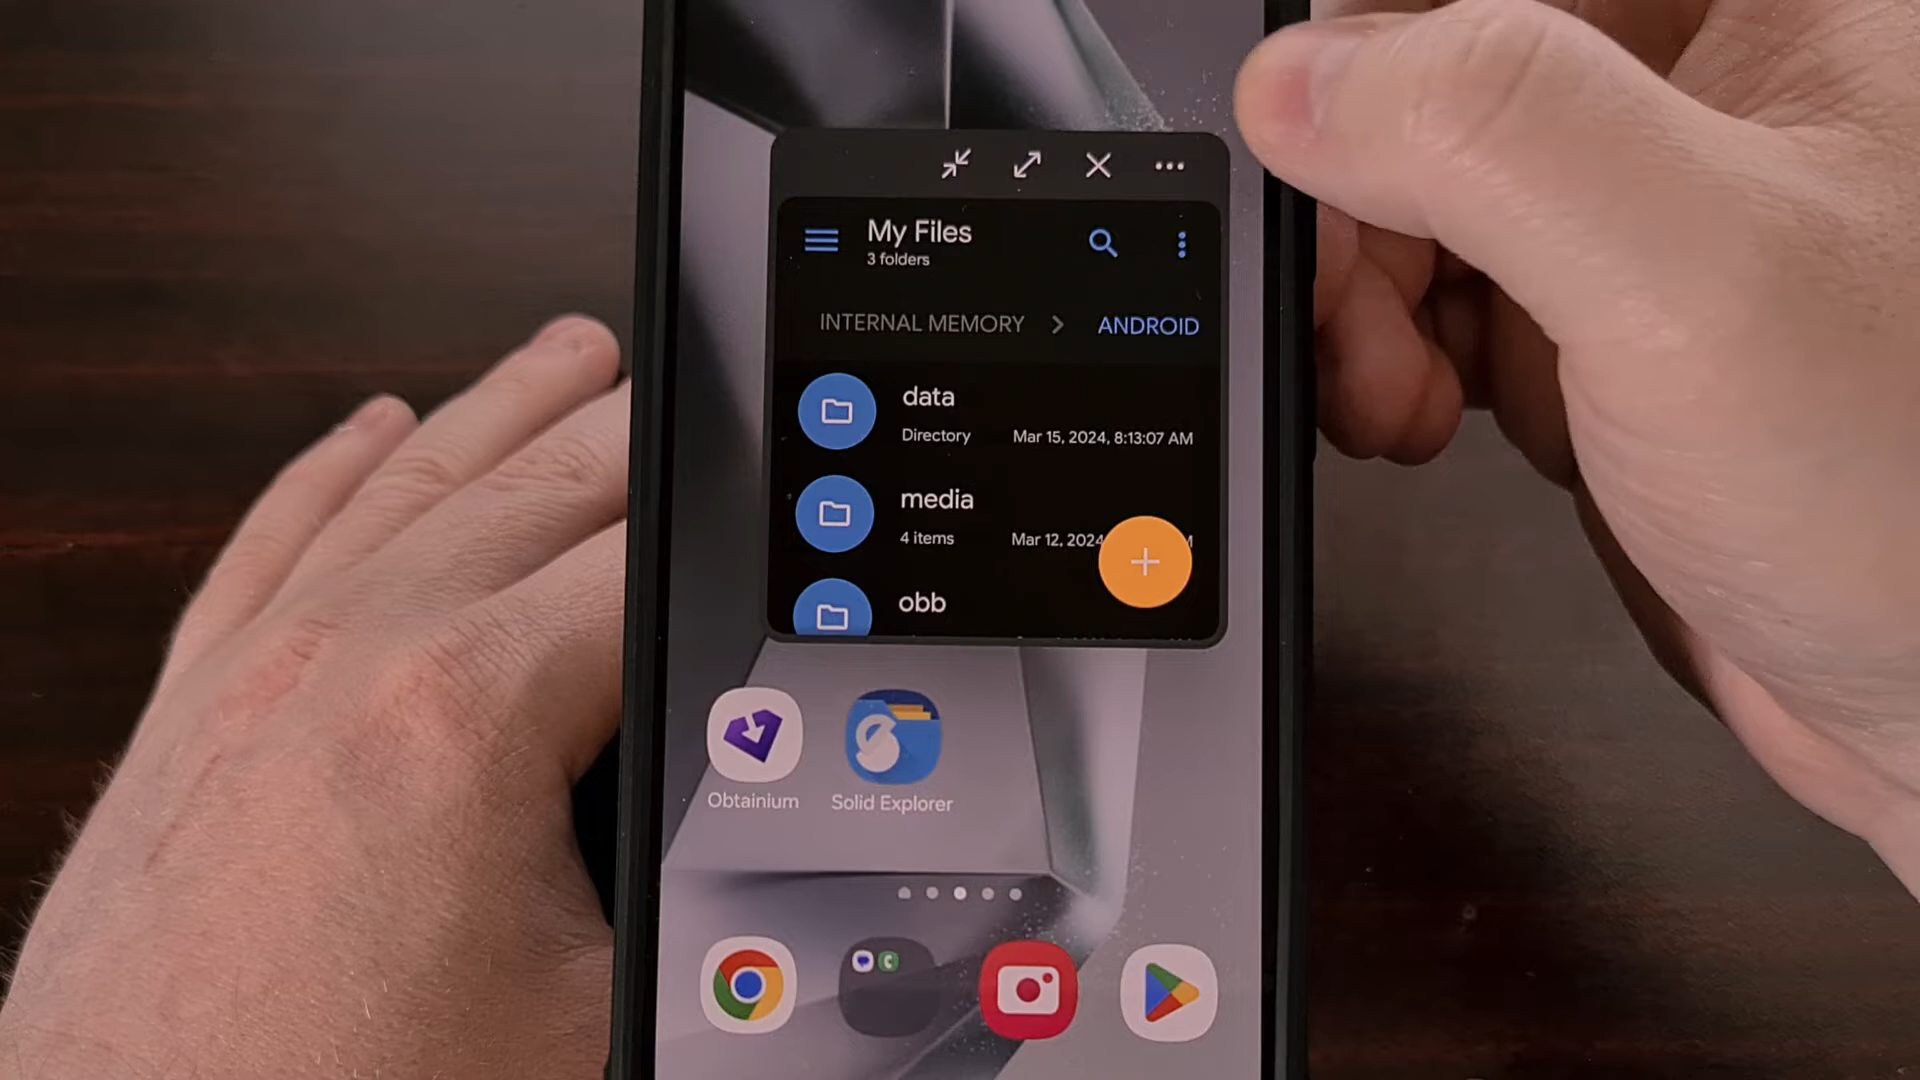 My Files
3 folders
INTERNAL MEMORY > ANDROID
data
Directory Mar 15, 2024, 8:13:07 AM
media
4 items Mar 12, 2024
obb
Obtainium Solid Explorer